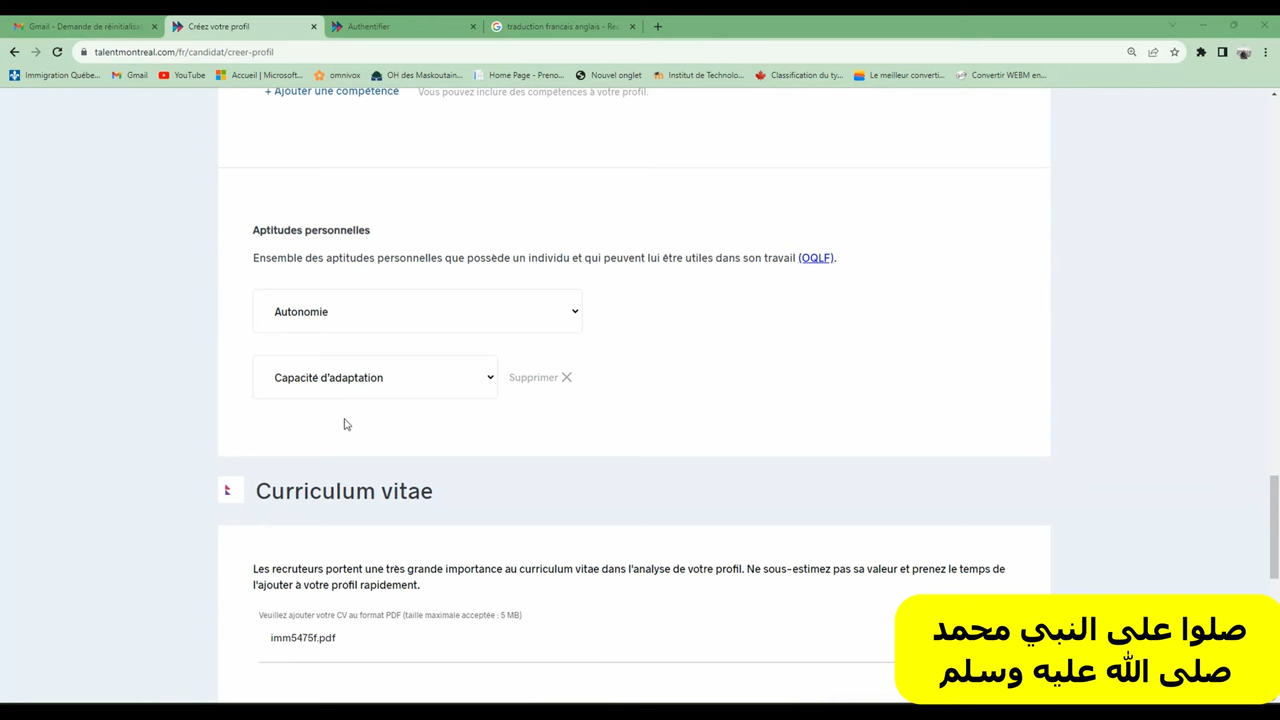 Gmail - Demande de réinitialisat
Créez votre profil
Authentifier
traduction francais anglais - Rec
talentmontreal.com/fr/candidat/creer-profil
Immigration Québe...
Gmail
YouTube
Accueil | Microsoft...
omnivox
OH des Maskoutain...
Home Page - Preno...
Nouvel onglet
Institut de Technolo...
Classification du ty...
Le meilleur converti...
Convertir WEBM en...
+ Ajouter une compétence
Vous pouvez inclure des compétences à votre profil.
Aptitudes personnelles
Ensemble des aptitudes personnelles que possède un individu et qui peuvent lui être utiles dans son travail (OQLF).
Autonomie
Capacité d'adaptation
Supprimer
Curriculum vitae
Les recruteurs portent une très grande importance au curriculum vitae dans l'analyse de votre profil. Ne sous-estimez pas sa valeur et prenez le temps de
l'ajouter à votre profil rapidement.
Veuillez ajouter votre CV au format PDF (taille maximale acceptée : 5 MB)
imm5475f.pdf
صلوا على النبي محمد
صلى الله عليه وسلم